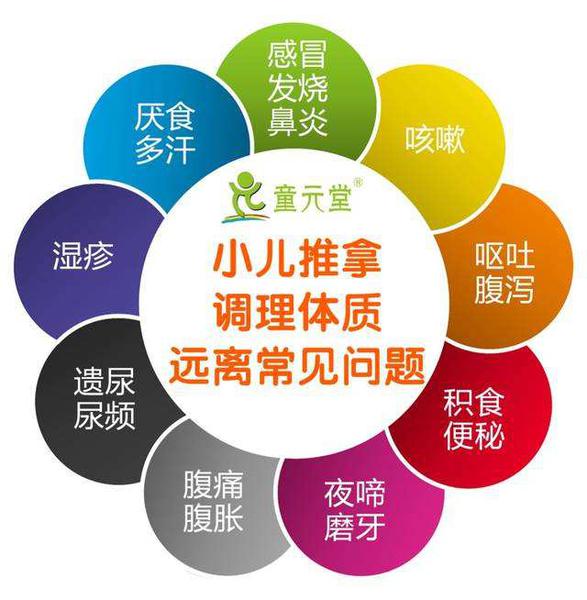 感冒
发烧
鼻炎
咳嗽
呕吐
腹泻
积食
便秘
夜啼
磨牙
腹痛
腹胀
遗尿
尿频
湿疹
厌食
多汗
童元堂®
小儿推拿
调理体质
远离常见问题